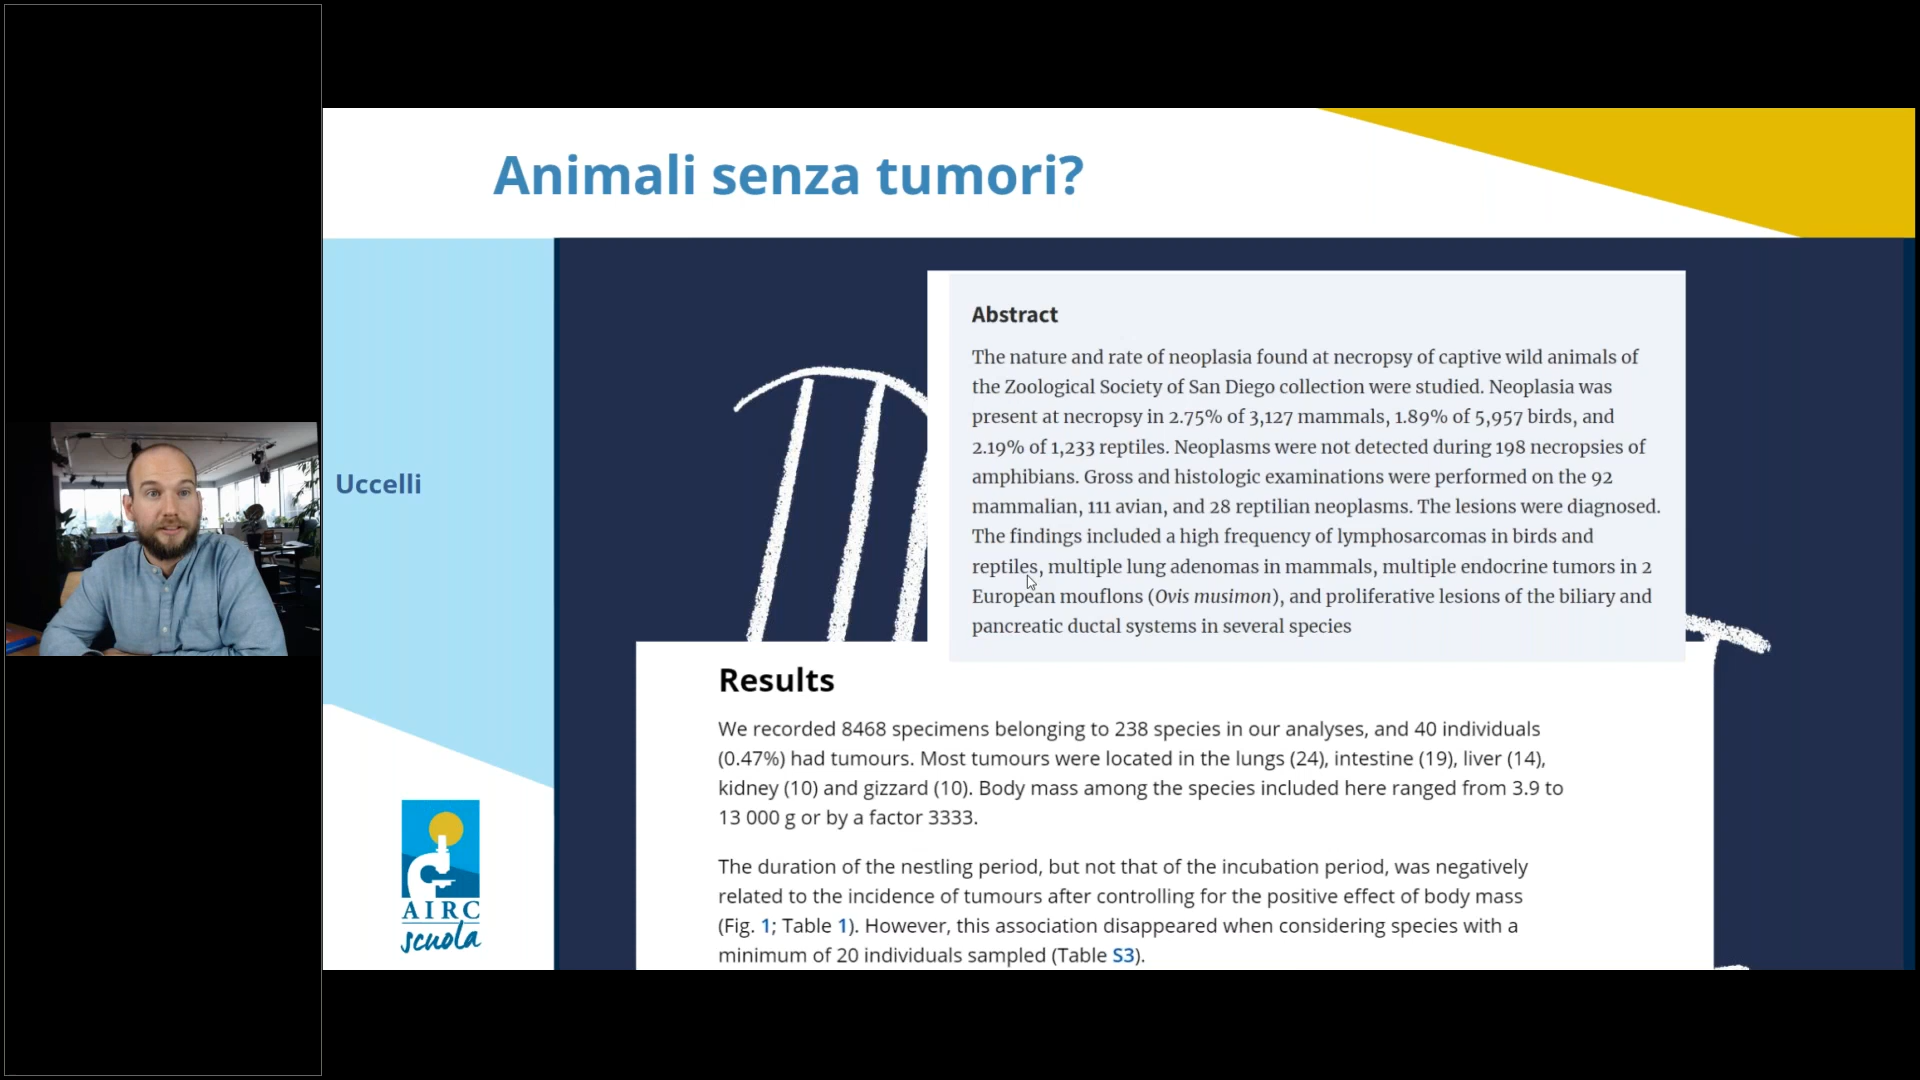 Animali senza tumori?
Uccelli
Abstract
The nature and rate of neoplasia found at necropsy of captive wild animals of
the Zoological Society of San Diego collection were studied. Neoplasia was
present at necropsy in 2.75% of 3,127 mammals, 1.89% of 5,957 birds, and
2.19% of 1,233 reptiles. Neoplasms were not detected during 198 necropsies of
amphibians. Gross and histologic examinations were performed on the 92
mammalian, 111 avian, and 28 reptilian neoplasms. The lesions were diagnosed.
The findings included a high frequency of lymphosarcomas in birds and
reptiles, multiple lung adenomas in mammals, multiple endocrine tumors in 2
European mouflons (Ovis musimon), and proliferative lesions of the biliary and
pancreatic ductal systems in several species
Results
We recorded 8468 specimens belonging to 238 species in our analyses, and 40 individuals
(0.47%) had tumours. Most tumours were located in the lungs (24), intestine (19), liver (14),
kidney (10) and gizzard (10). Body mass among the species included here ranged from 3.9 to
13 000 g or by a factor 3333.
The duration of the nestling period, but not that of the incubation period, was negatively
related to the incidence of tumours after controlling for the positive effect of body mass
(Fig. 1; Table 1). However, this association disappeared when considering species with a
minimum of 20 individuals sampled (Table S3).
AIRC
scuola